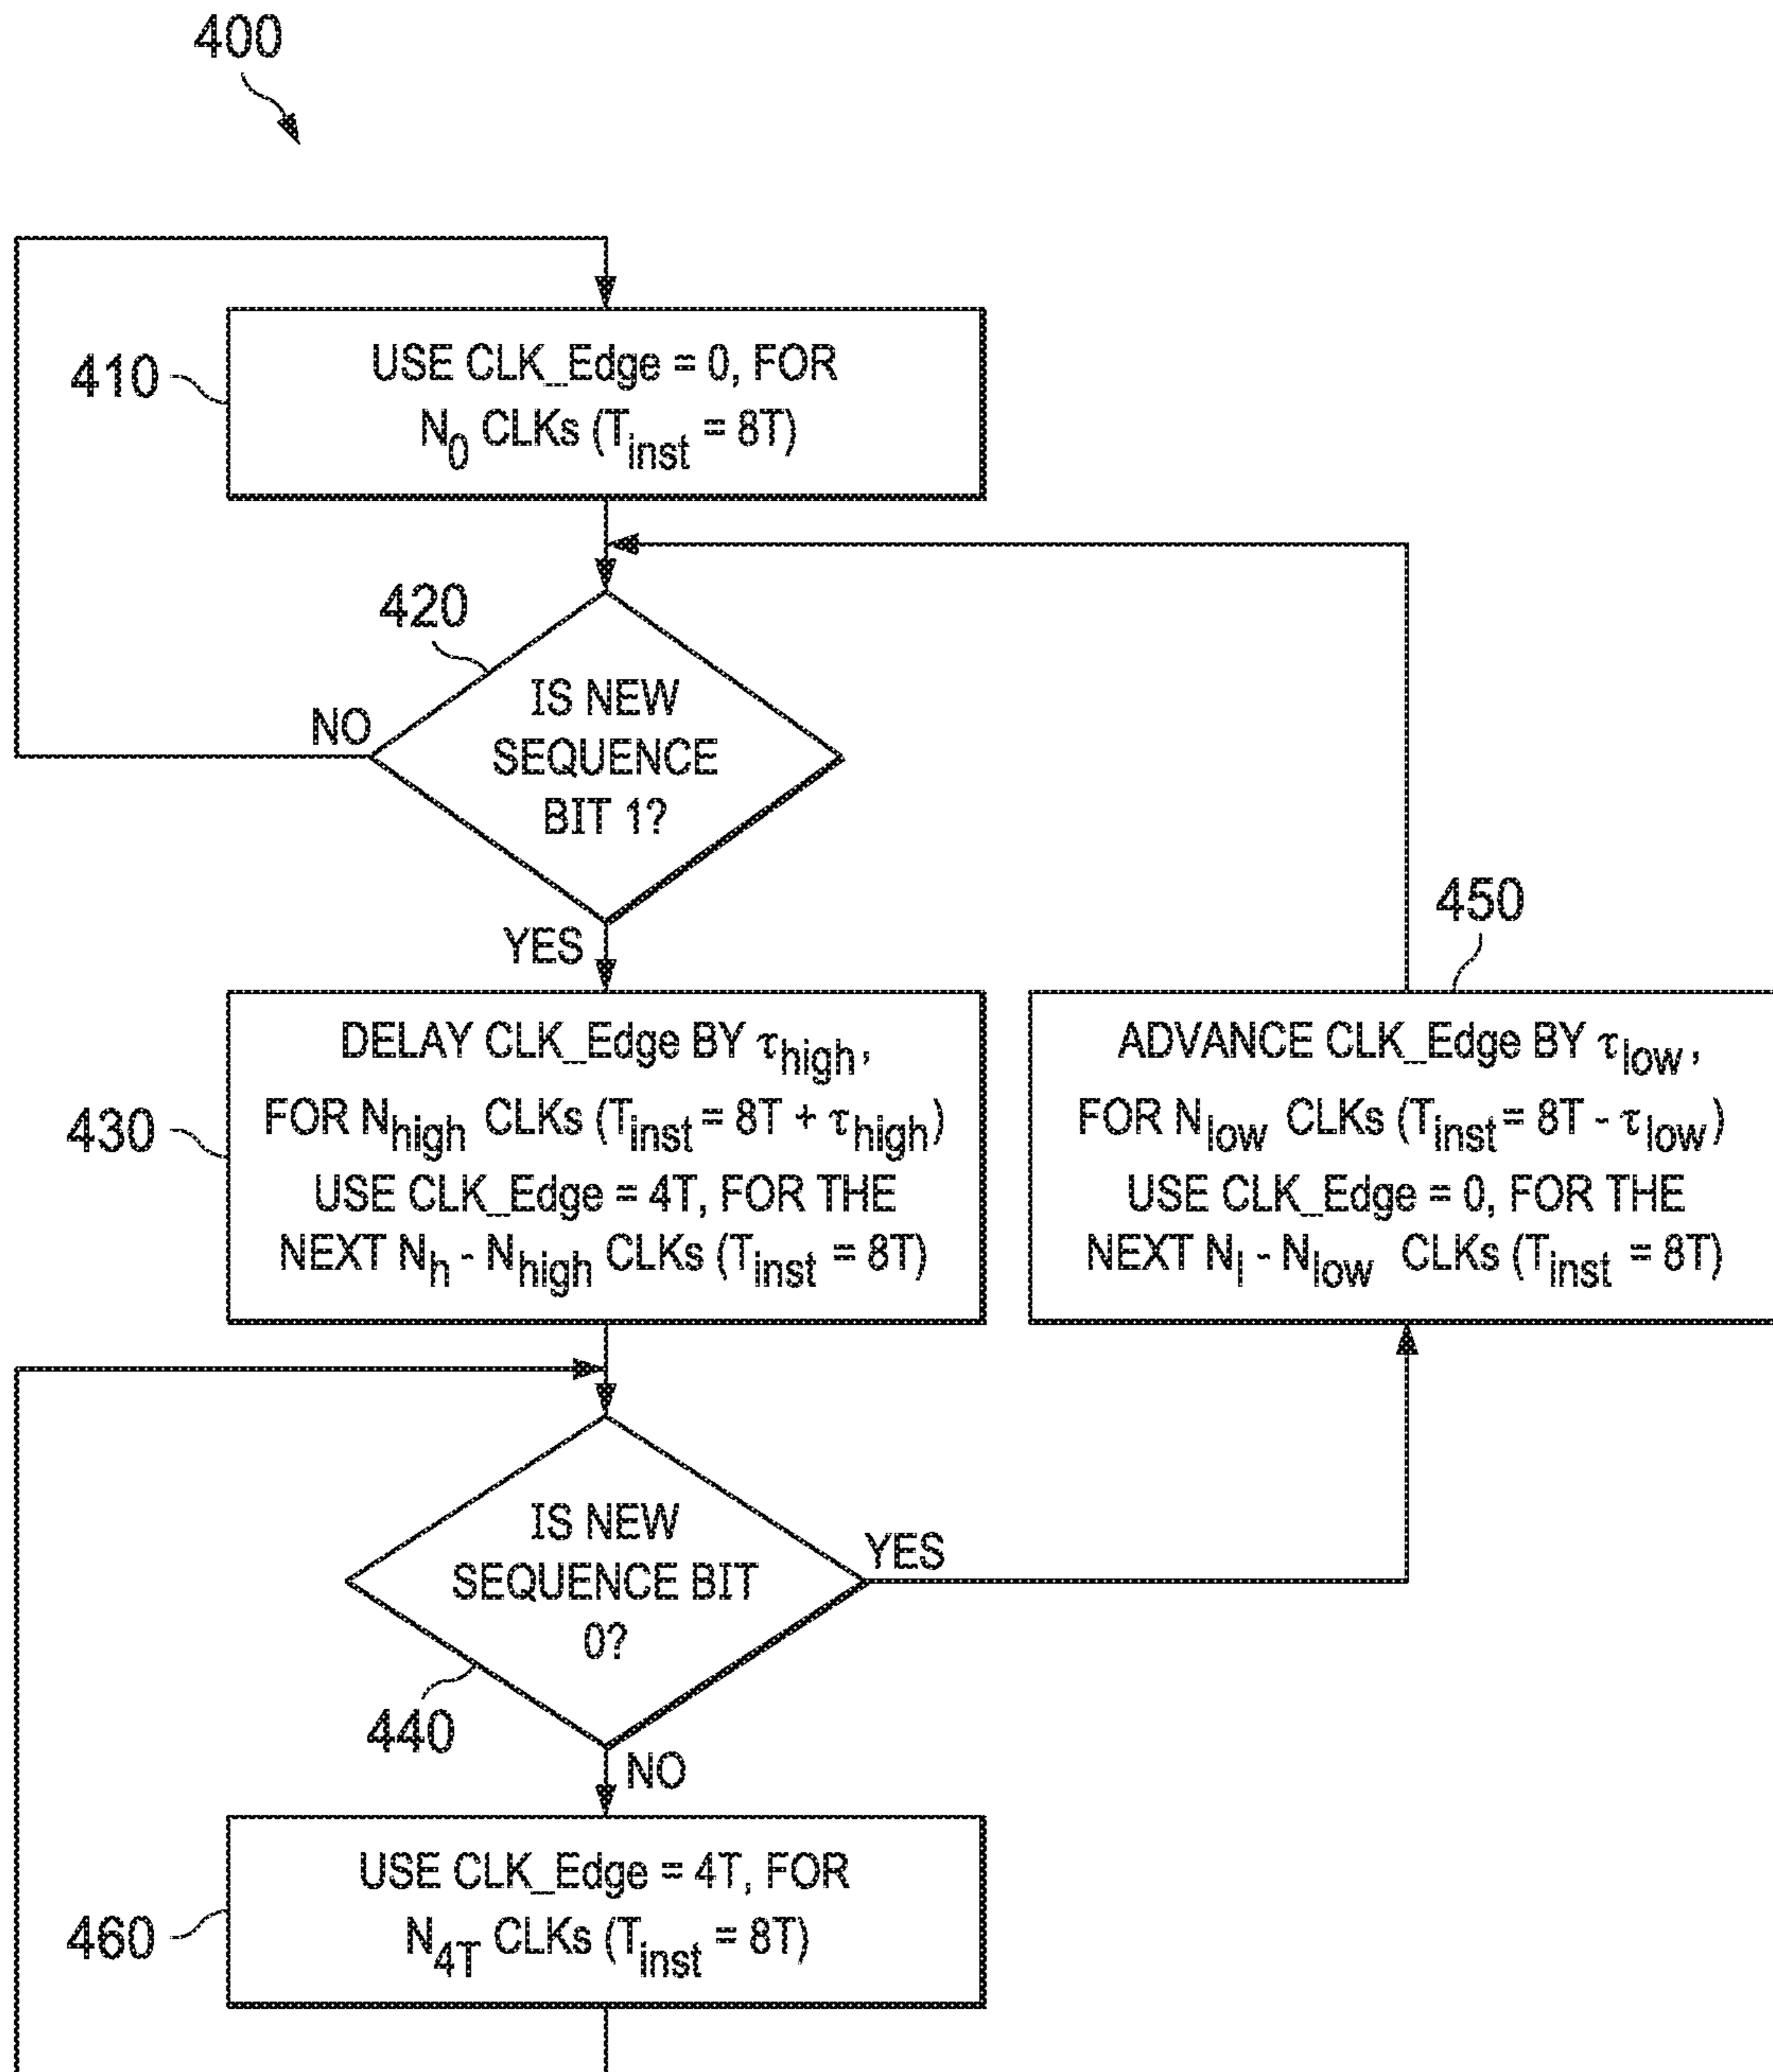 400
410
USE CLK_Edge = 0, FOR
N0 CLKs (Tinst = 8T)
420
NO
IS NEW
SEQUENCE
BIT 1?
YES
430
DELAY CLK_Edge BY τhigh,
FOR Nhigh CLKs (Tinst = 8T + τhigh)
USE CLK_Edge = 4T, FOR THE
NEXT Nh - Nhigh CLKs (Tinst = 8T)
450
ADVANCE CLK_Edge BY τlow,
FOR Nlow CLKs (Tinst = 8T - τlow)
USE CLK_Edge = 0, FOR THE
NEXT Nl - Nlow CLKs (Tinst = 8T)
IS NEW
SEQUENCE BIT
0?
YES
440
NO
460
USE CLK_Edge = 4T, FOR
N4T CLKs (Tinst = 8T)